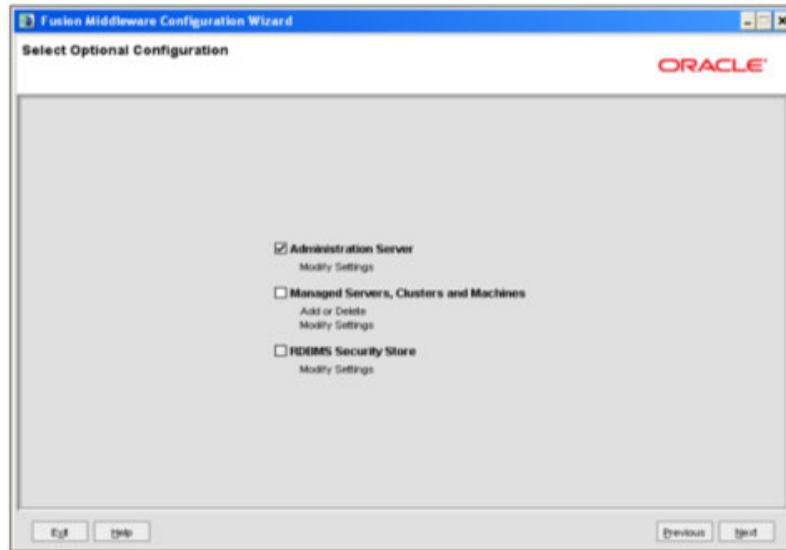 Fusion Middleware Configuration Wizard
Select Optional Configuration
ORACLE
Administration Server
Modify Settings
Managed Servers, Clusters and Machines
Add or Delete
Modify Settings
RDBMS Security Store
Modify Settings
Exit
Help
Previous
Next